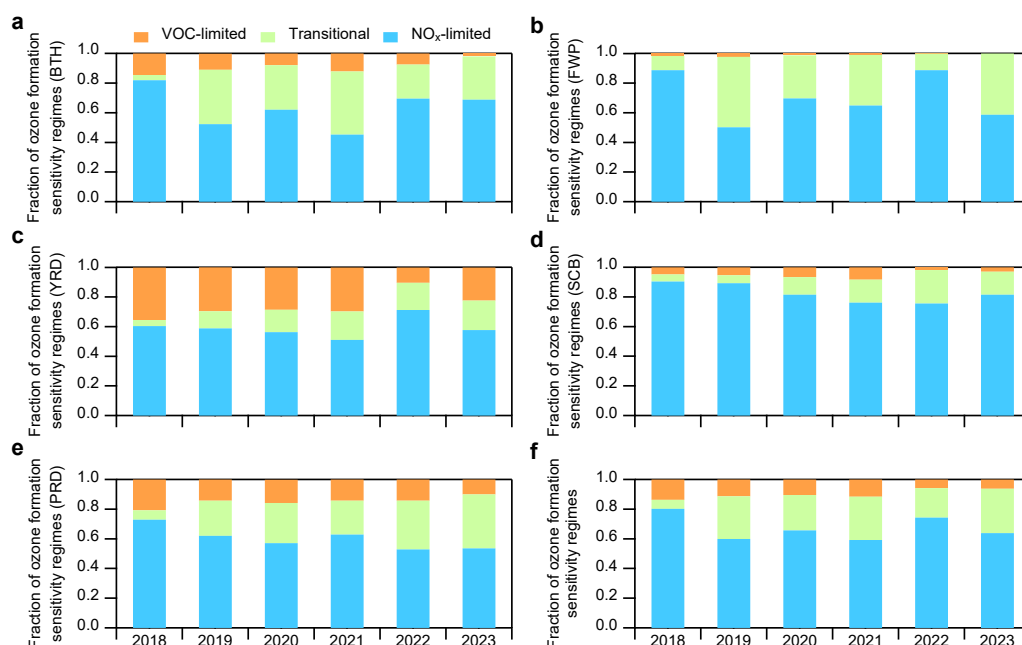 a
VOC-limited Transitional NOx-limited
Fraction of ozone formation
sensitivity regimes (BTH)
1.0
0.8
0.6
0.4
0.2
0.0
b
Fraction of ozone formation
sensitivity regimes (FWP)
1.0
0.8
0.6
0.4
0.2
0.0
c
Fraction of ozone formation
sensitivity regimes (YRD)
1.0
0.8
0.6
0.4
0.2
0.0
d
Fraction of ozone formation
sensitivity regimes (SCB)
1.0
0.8
0.6
0.4
0.2
0.0
e
Fraction of ozone formation
sensitivity regimes (PRD)
1.0
0.8
0.6
0.4
0.2
0.0
2018 2019 2020 2021 2022 2023
f
Fraction of ozone formation
sensitivity regimes
1.0
0.8
0.6
0.4
0.2
0.0
2018 2019 2020 2021 2022 2023